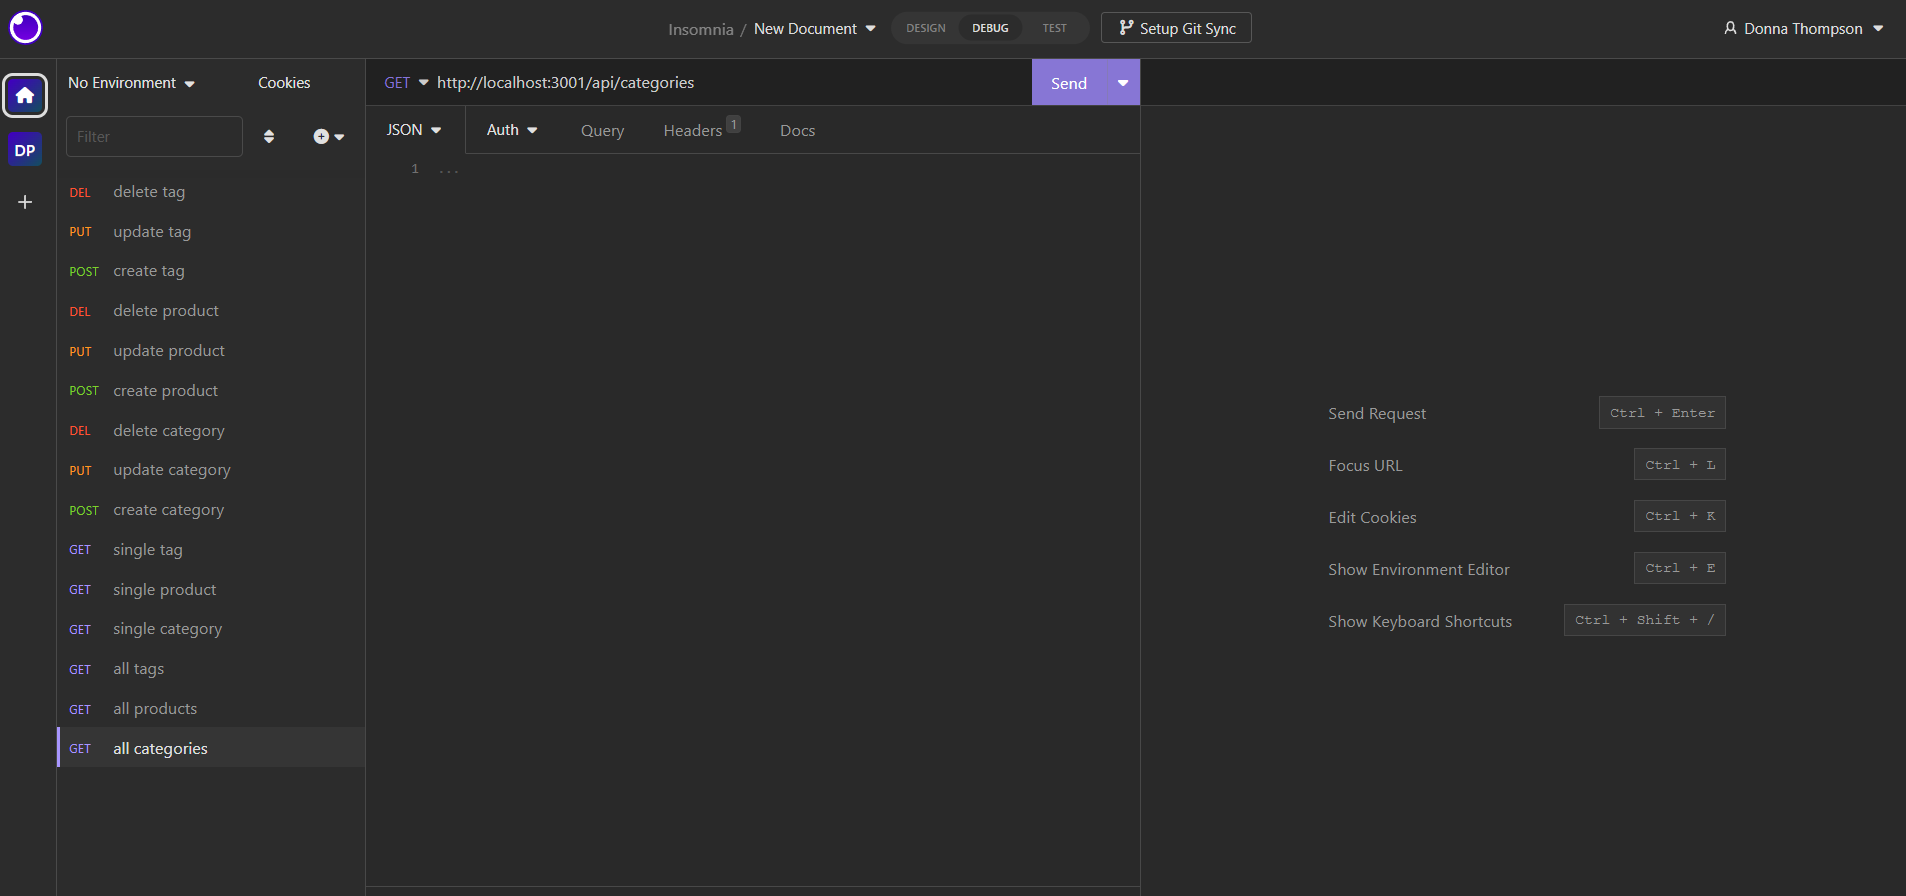 Insomnia / New Document
DESIGN
DEBUG
TEST
Setup Git Sync
Donna Thompson
DP
No Environment
Cookies
Filter
DEL delete tag
PUT update tag
POST create tag
DEL delete product
PUT update product
POST create product
DEL delete category
PUT update category
POST create category
GET single tag
GET single product
GET single category
GET all tags
GET all products
GET all categories
GET http://localhost:3001/api/categories
Send
JSON
Auth
Query
Headers 1
Docs
1 ...
Send Request Ctrl + Enter
Focus URL Ctrl + L
Edit Cookies Ctrl + K
Show Environment Editor Ctrl + E
Show Keyboard Shortcuts Ctrl + Shift + /